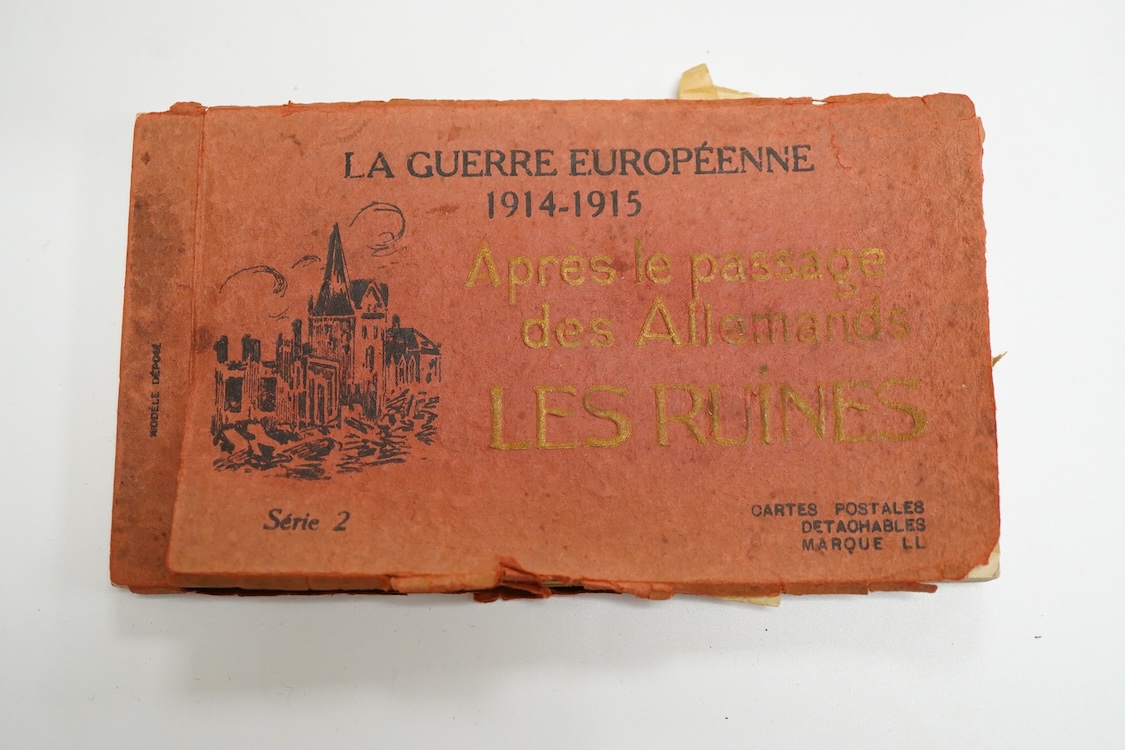 LA GUERRE EUROPÉENNE
1914-1915
Après le passage
des Allemands
LES RUINES
Série 2
CARTES POSTALES
DETACHABLES
MARQUE LL
MODÈLE DÉPOSÉ